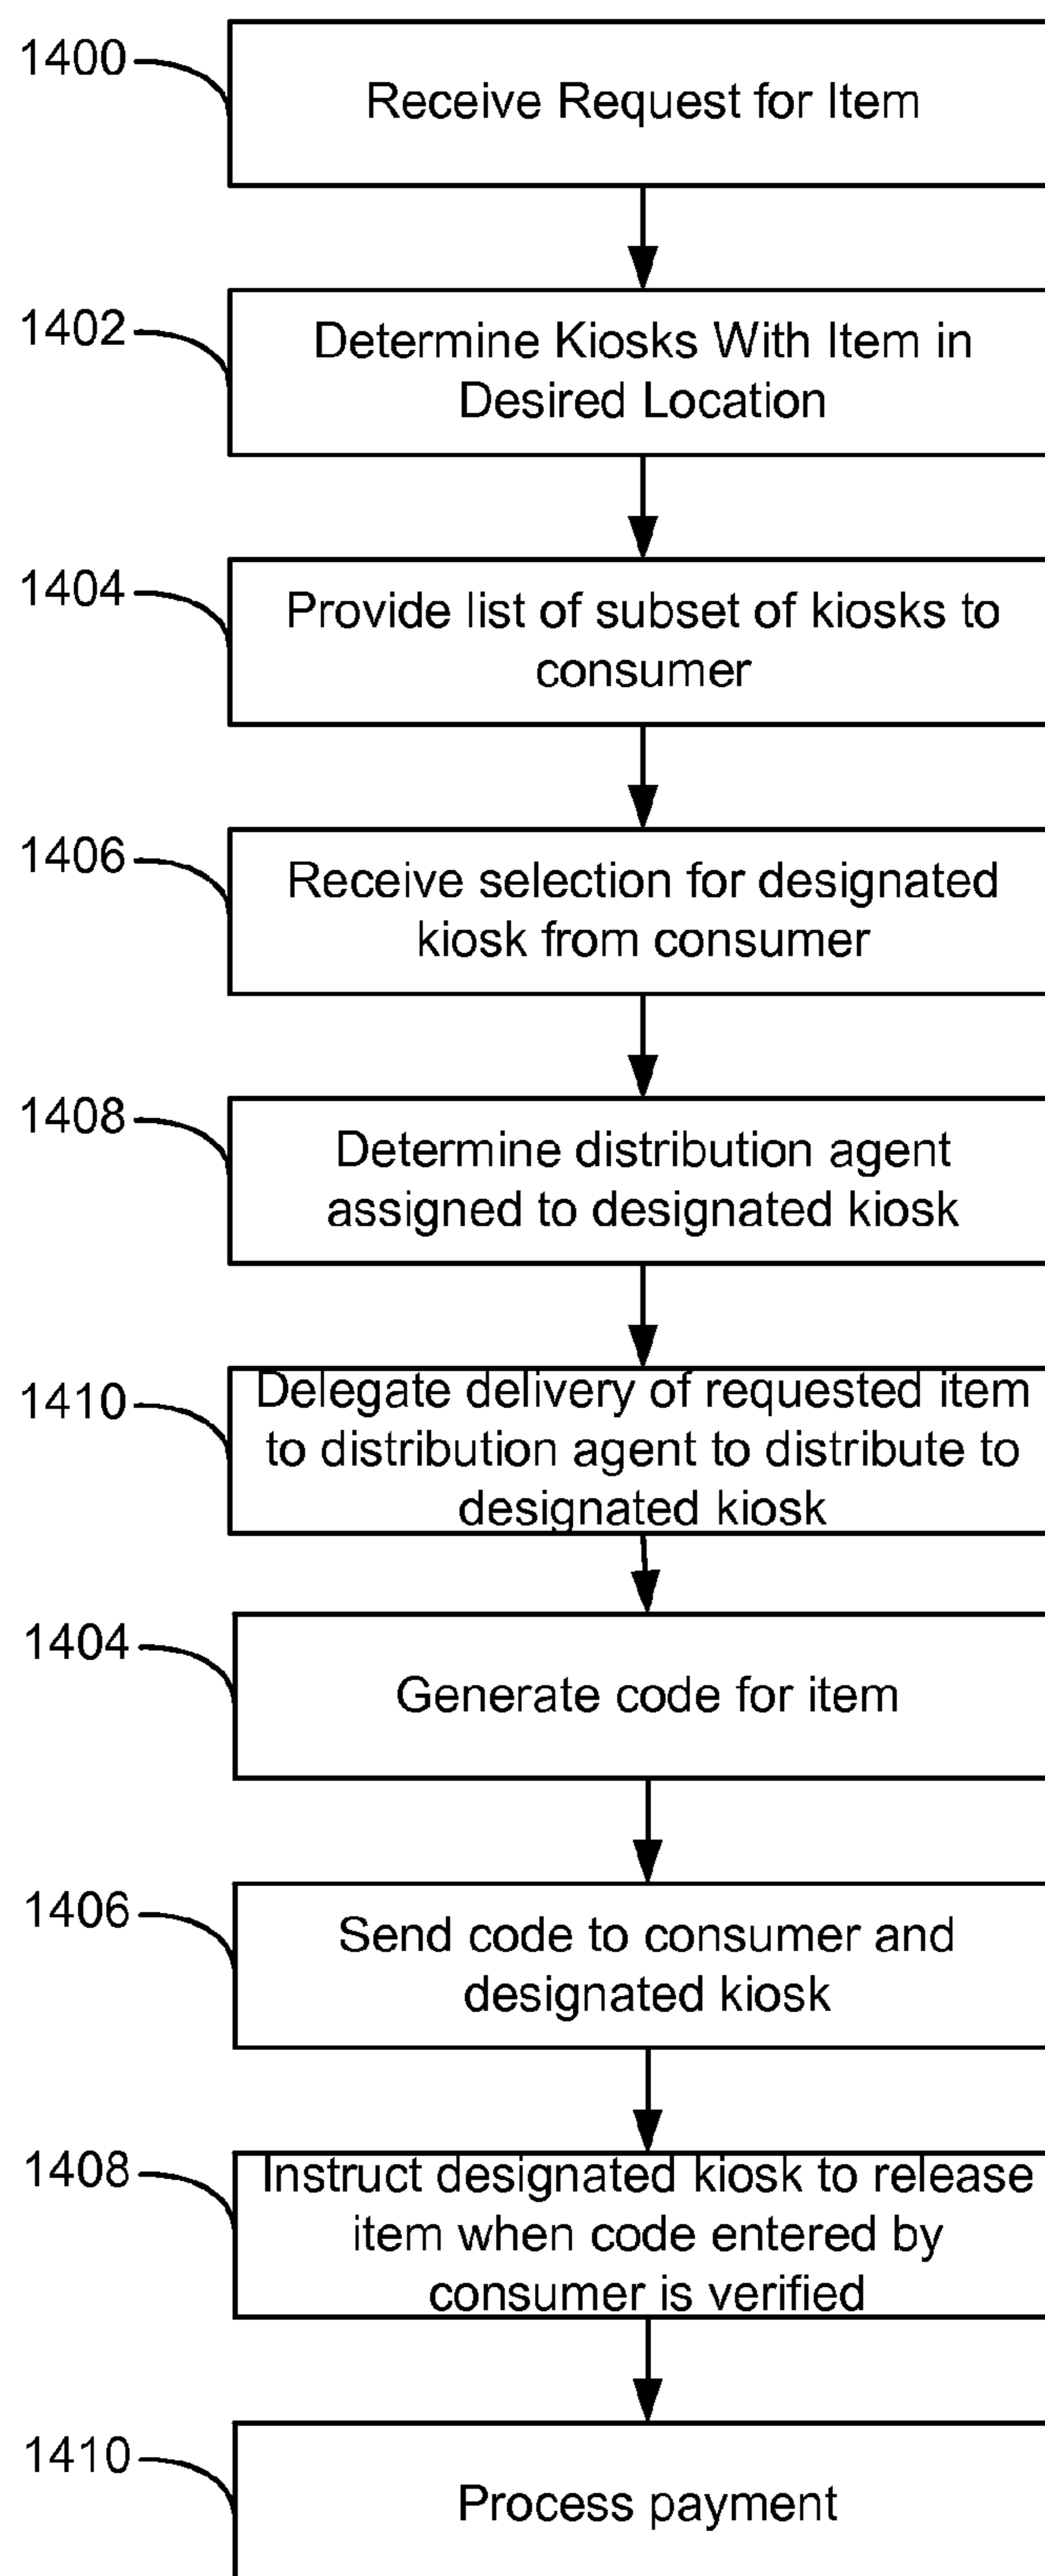 1400
Receive Request for Item
1402
Determine Kiosks With Item in
Desired Location
1404
Provide list of subset of kiosks to
consumer
1406
Receive selection for designated
kiosk from consumer
1408
Determine distribution agent
assigned to designated kiosk
1410
Delegate delivery of requested item
to distribution agent to distribute to
designated kiosk
1404
Generate code for item
1406
Send code to consumer and
designated kiosk
1408
Instruct designated kiosk to release
item when code entered by
consumer is verified
1410
Process payment